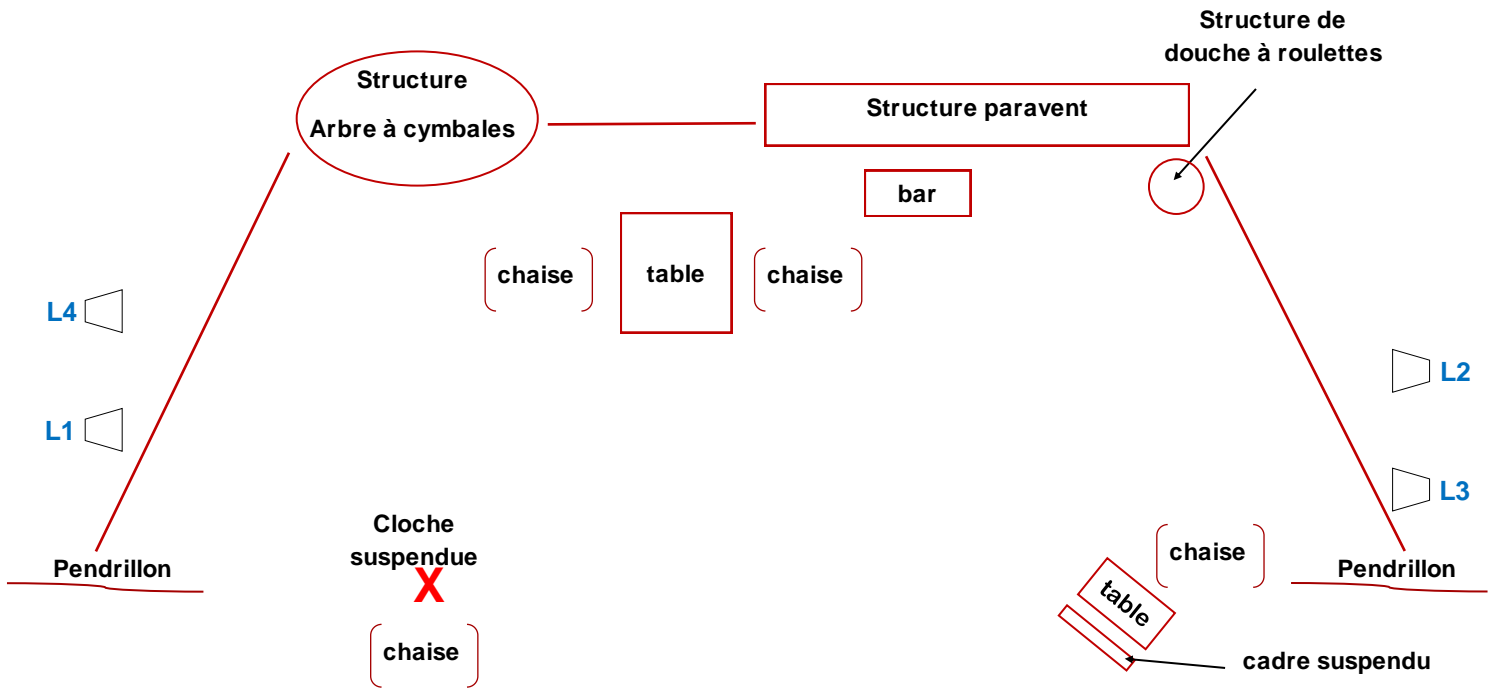 Structure de
douche à roulettes
Structure
Arbre à cymbales
Structure paravent
bar
chaise
table
chaise
L4
L2
L1
L3
Cloche
suspendue
X
chaise
Pendrillon
Pendrillon
table
chaise
cadre suspendu